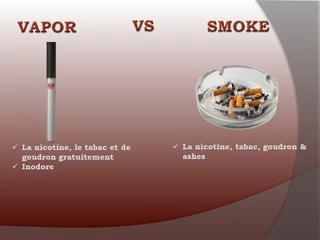 VAPOR VS SMOKE
✓ La nicotine, le tabac et de
goudron gratuitement
✓ Inodore
✓ La nicotine, tabac, goudron &
ashes